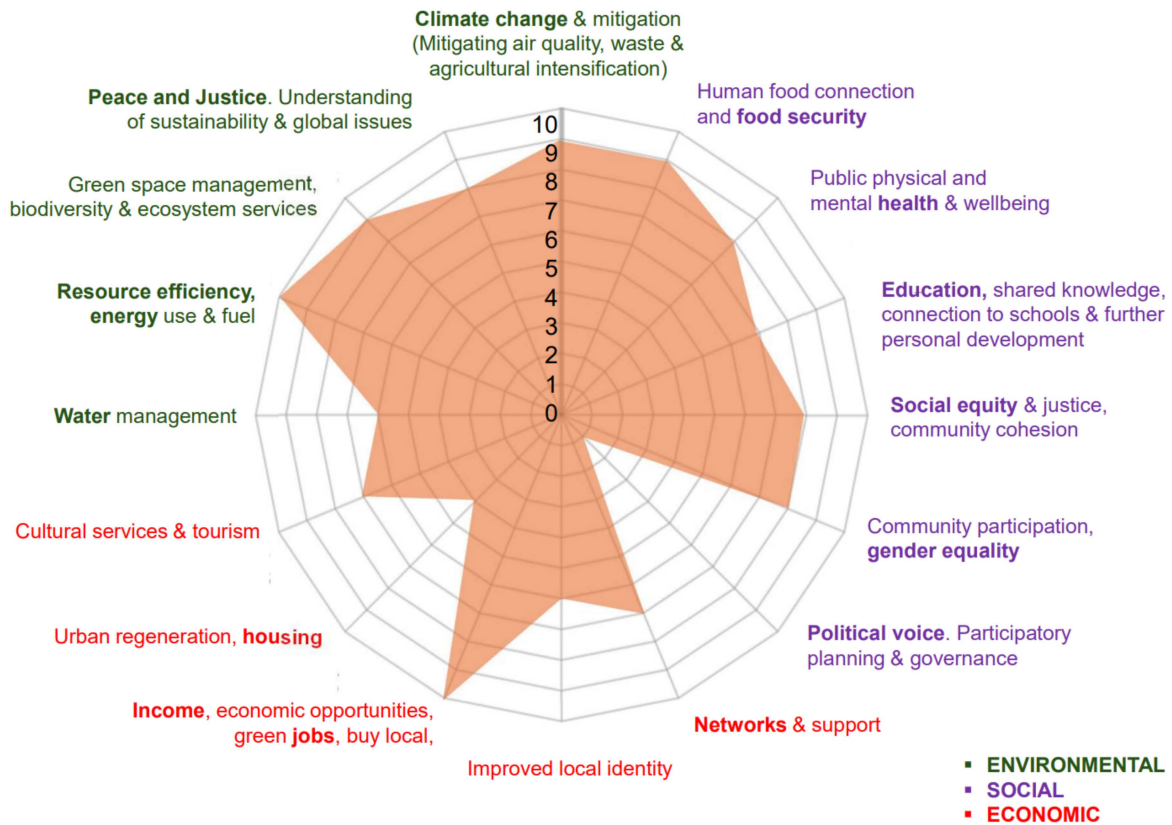 Climate change & mitigation
(Mitigating air quality, waste &
agricultural intensification)
Human food connection
and food security
Public physical and
mental health & wellbeing
Education, shared knowledge,
connection to schools & further
personal development
Social equity & justice,
community cohesion
Community participation,
gender equality
Political voice. Participatory
planning & governance
Networks & support
Improved local identity
Income, economic opportunities,
green jobs, buy local,
Urban regeneration, housing
Cultural services & tourism
Water management
Resource efficiency,
energy use & fuel
Green space management,
biodiversity & ecosystem services
Peace and Justice. Understanding
of sustainability & global issues
10
9
8
7
6
5
4
3
2
1
0
▪ ENVIRONMENTAL
▪ SOCIAL
▪ ECONOMIC